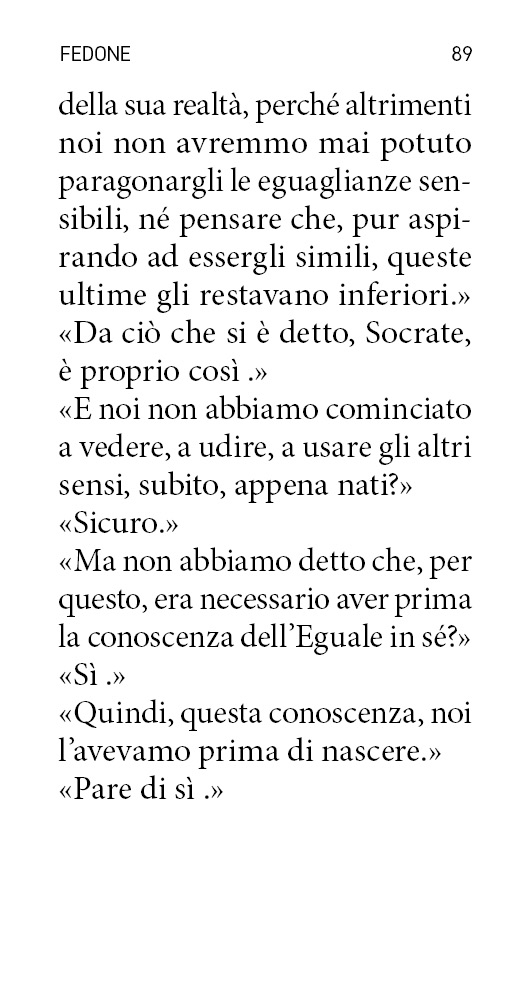 FEDONE 89
della sua realtà, perché altrimenti
noi non avremmo mai potuto
paragonargli le eguaglianze sen-
sibili, né pensare che, pur aspi-
rando ad essergli simili, queste
ultime gli restavano inferiori.»
«Da ciò che si è detto, Socrate,
è proprio così .»
«E noi non abbiamo cominciato
a vedere, a udire, a usare gli altri
sensi, subito, appena nati?»
«Sicuro.»
«Ma non abbiamo detto che, per
questo, era necessario aver prima
la conoscenza dell’Eguale in sé?»
«Sì .»
«Quindi, questa conoscenza, noi
l’avevamo prima di nascere.»
«Pare di sì .»